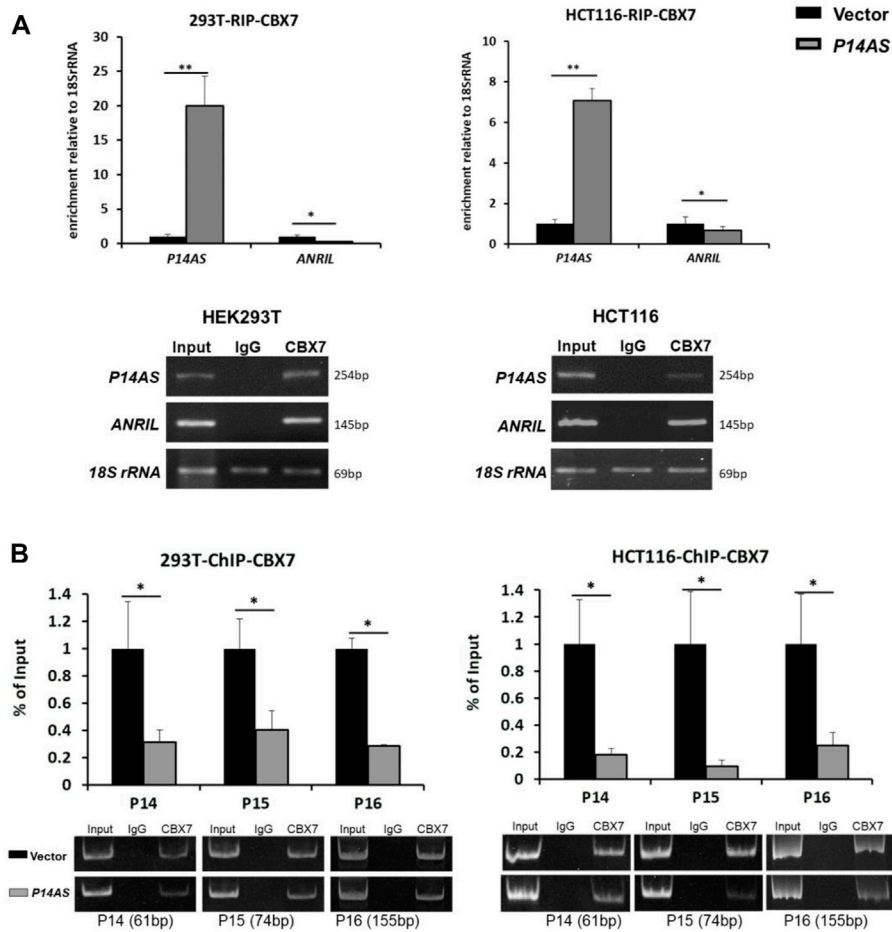 A
293T-RIP-CBX7
enrichment relative to 18SrRNA
30
25
20
15
10
5
0
**
*
P14AS
ANRIL
HCT116-RIP-CBX7
enrichment relative to 18SrRNA
10
8
6
4
2
0
**
*
P14AS
ANRIL
Vector
P14AS
HEK293T
Input IgG CBX7
P14AS 254bp
ANRIL 145bp
18S rRNA 69bp
HCT116
Input IgG CBX7
P14AS 254bp
ANRIL 145bp
18S rRNA 69bp
B
293T-ChIP-CBX7
% of Input
1.4
1.2
1
0.8
0.6
0.4
0.2
0
*
*
*
P14 P15 P16
Input IgG CBX7 Input IgG CBX7 Input IgG CBX7
Vector
P14AS
P14 (61bp) P15 (74bp) P16 (155bp)
HCT116-ChIP-CBX7
% of Input
1.4
1.2
1
0.8
0.6
0.4
0.2
0
*
*
*
P14 P15 P16
Input IgG CBX7 Input IgG CBX7 Input IgG CBX7
P14 (61bp) P15 (74bp) P16 (155bp)